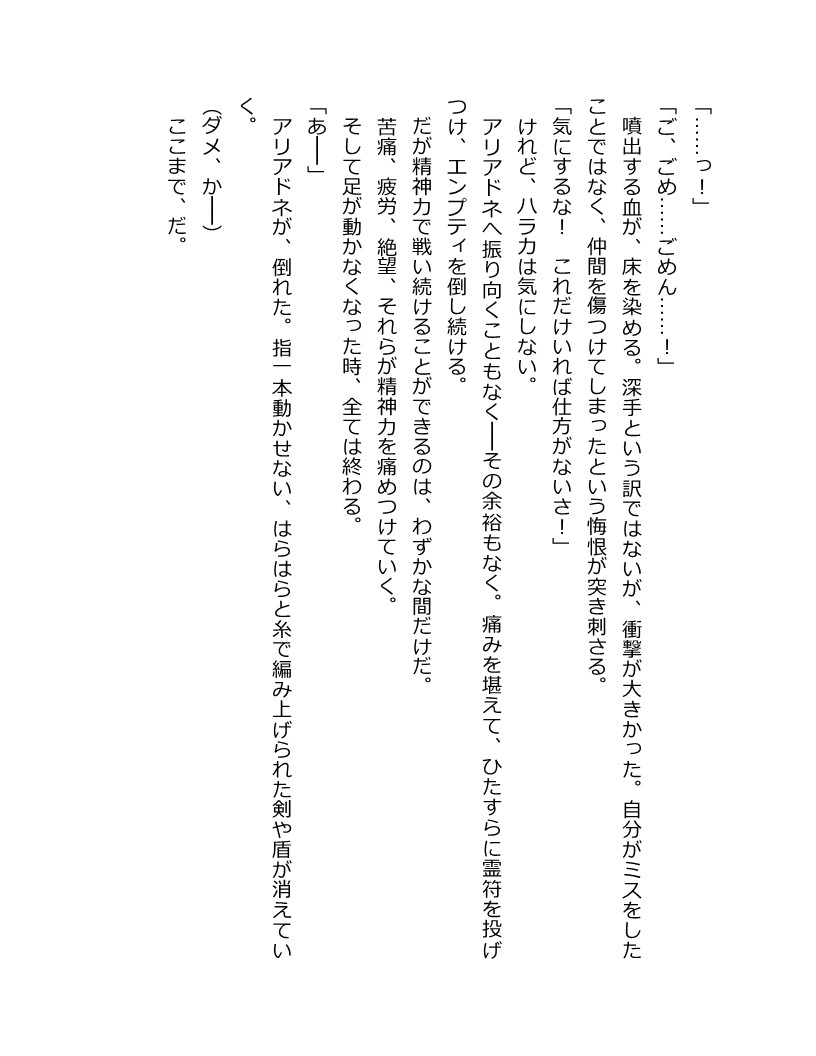 「……っ！」
「ご、ごめ……ごめん……！」
　噴出する血が、床を染める。深手という訳ではないが、衝撃が大きかった。自分がミスをした
ことではなく、仲間を傷つけてしまったという悔恨が突き刺さる。
「気にするな！　これだけいれば仕方がないさ！」
　けれど、ハラカは気にしない。
　アリアドネへ振り向くこともなく──その余裕もなく。痛みを堪えて、ひたすらに霊符を投げ
つけ、エンプティを倒し続ける。
　だが精神力で戦い続けることができるのは、わずかな間だけだ。
　苦痛、疲労、絶望、それらが精神力を痛めつけていく。
　そして足が動かなくなった時、全ては終わる。
「あ──」
　アリアドネが、倒れた。指一本動かせない、はらはらと糸で編み上げられた剣や盾が消えてい
く。
（ダメ、か──）
　ここまで、だ。